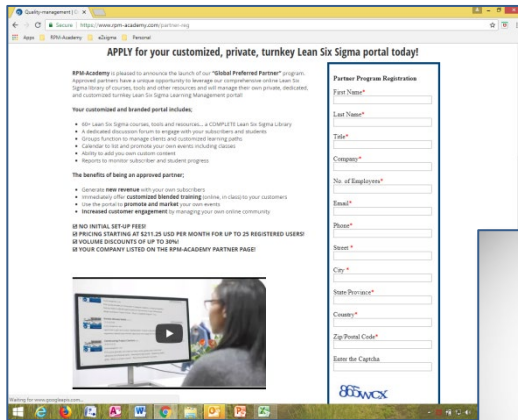 Quality-management | C
Secure | https://www.rpm-academy.com/partner-reg
Apps RPM-Academy e2sigma Personal
APPLY for your customized, private, turnkey Lean Six Sigma portal today!
RPM-Academy is pleased to announce the launch of our "Global Preferred Partner" program.
Approved partners have a unique opportunity to leverage our comprehensive online Lean Six
Sigma library of courses, tools and other resources and will manage their own private, dedicated,
and customized turnkey Lean Six Sigma Learning Management portal!
Your customized and branded portal includes;
60+ Lean Six Sigma courses, tools and resources... a COMPLETE Lean Six Sigma Library
A dedicated discussion forum to engage with your subscribers and students
Groups function to manage clients and customized learning paths
Calendar to list and promote your own events including classes
Ability to add you own custom content
Reports to monitor subscriber and student progress
The benefits of being an approved partner;
Generate new revenue with your own subscribers
Immediately offer customized blended training (online, in class) to your customers
Use the portal to promote and market your own events
Increased customer engagement by managing your own online community
☑ NO INITIAL SET-UP FEES!
☑ PRICING STARTING AT $211.25 USD PER MONTH FOR UP TO 25 REGISTERED USERS!
☑ VOLUME DISCOUNTS OF UP TO 30%!
☑ YOUR COMPANY LISTED ON THE RPM-ACADEMY PARTNER PAGE!
Partner Program Registration
First Name*
Last Name*
Title*
Company*
No. of Employees*
Email*
Phone*
Street *
City *
State/Province*
Country*
Zip/Postal Code*
Enter the Captcha
Waiting for www.googleapis.com...